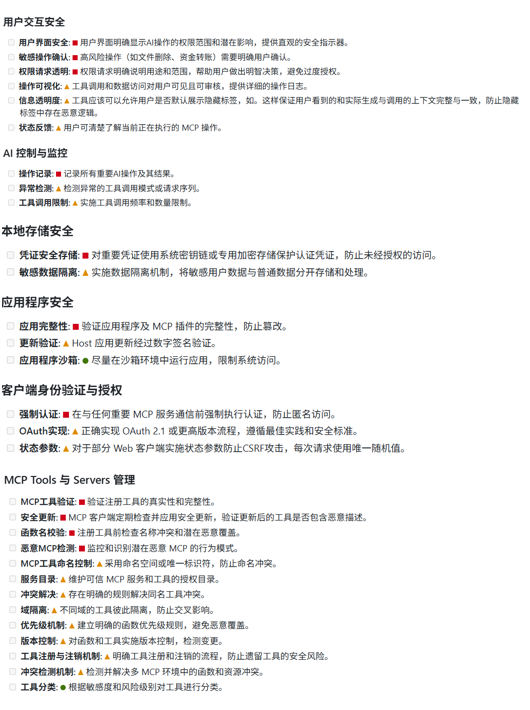 用户交互安全
用户界面安全: 用户界面明确显示AI操作的权限范围和潜在影响，提供直观的安全指示器。
敏感操作确认: 高风险操作（如文件删除、资金转账）需要明确用户确认。
权限请求透明: 权限请求明确说明用途和范围，帮助用户做出明智决策，避免过度授权。
操作可视化: 工具调用和数据访问对用户可见且可审核，提供详细的操作日志。
信息透明度: 工具应该可以允许用户是否默认展示隐藏标签，如。这样保证用户看到的和实际生成与调用的上下文完整与一致，防止隐藏
标签中存在恶意逻辑。
状态反馈: 用户可清楚了解当前正在执行的 MCP 操作。
AI 控制与监控
操作记录: 记录所有重要AI操作及其结果。
异常检测: 检测异常的工具调用模式或请求序列。
工具调用限制: 实施工具调用频率和数量限制。
本地存储安全
凭证安全存储: 对重要凭证使用系统密钥链或专用加密存储保护认证凭证，防止未经授权的访问。
敏感数据隔离: 实施数据隔离机制，将敏感用户数据与普通数据分开存储和处理。
应用程序安全
应用完整性: 验证应用程序及 MCP 插件的完整性，防止篡改。
更新验证: Host 应用更新经过数字签名验证。
应用程序沙箱: 尽量在沙箱环境中运行应用，限制系统访问。
客户端身份验证与授权
强制认证: 在与任何重要 MCP 服务通信前强制执行认证，防止匿名访问。
OAuth实现: 正确实现 OAuth 2.1 或更高版本流程，遵循最佳实践和安全标准。
状态参数: 对于部分 Web 客户端实施状态参数防止CSRF攻击，每次请求使用唯一随机值。
MCP Tools 与 Servers 管理
MCP工具验证: 验证注册工具的真实性和完整性。
安全更新: MCP 客户端定期检查并应用安全更新，验证更新后的工具是否包含恶意描述。
函数名校验: 注册工具前检查名称冲突和潜在恶意覆盖。
恶意MCP检测: 监控和识别潜在恶意 MCP 的行为模式。
MCP工具命名控制: 采用命名空间或唯一标识符，防止命名冲突。
服务目录: 维护可信 MCP 服务和工具的授权目录。
冲突解决: 存在明确的规则解决同名工具冲突。
域隔离: 不同域的工具彼此隔离，防止交叉影响。
优先级机制: 建立明确的函数优先级规则，避免恶意覆盖。
版本控制: 对函数和工具实施版本控制，检测变更。
工具注册与注销机制: 明确工具注册和注销的流程，防止遗留工具的安全风险。
冲突检测机制: 检测并解决多 MCP 环境中的函数和资源冲突。
工具分类: 根据敏感度和风险级别对工具进行分类。